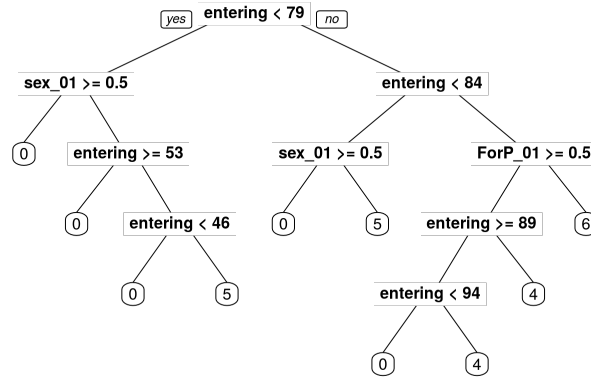 entering < 79
yes
no
sex_01 >= 0.5
entering < 84
0
entering >= 53
sex_01 >= 0.5
ForP_01 >= 0.5
0
entering < 46
0
5
entering >= 89
6
0
5
entering < 94
4
0
4